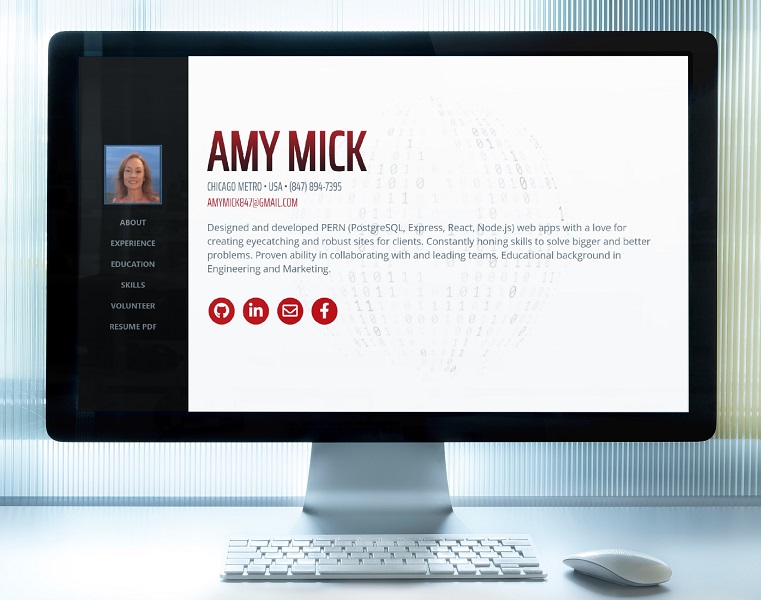 AMY MICK
CHICAGO METRO • USA • (847) 894-7395
AMYMICK847@GMAIL.COM
Designed and developed PERN (PostgreSQL, Express, React, Node.js) web apps with a love for
creating eyecatching and robust sites for clients. Constantly honing skills to solve bigger and better
problems. Proven ability in collaborating with and leading teams. Educational background in
Engineering and Marketing.
ABOUT
EXPERIENCE
EDUCATION
SKILLS
VOLUNTEER
RESUME PDF
in
f